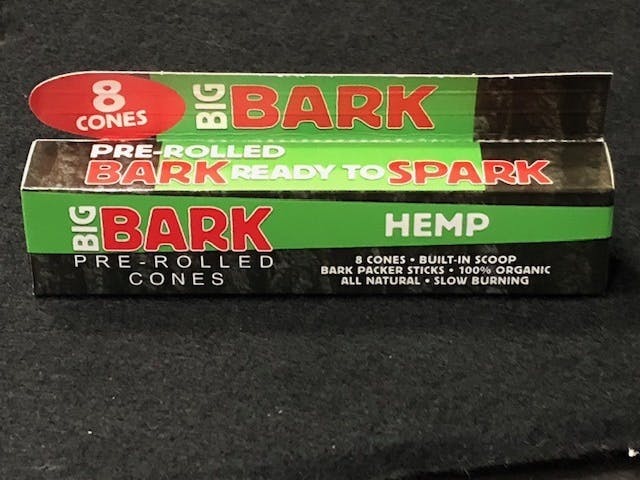 8
CONES
BIG BARK
PRE-ROLLED
BARK READY TO SPARK
BIG BARK
PRE-ROLLED
CONES
HEMP
8 CONES • BUILT-IN SCOOP
BARK PACKER STICKS • 100% ORGANIC
ALL NATURAL • SLOW BURNING